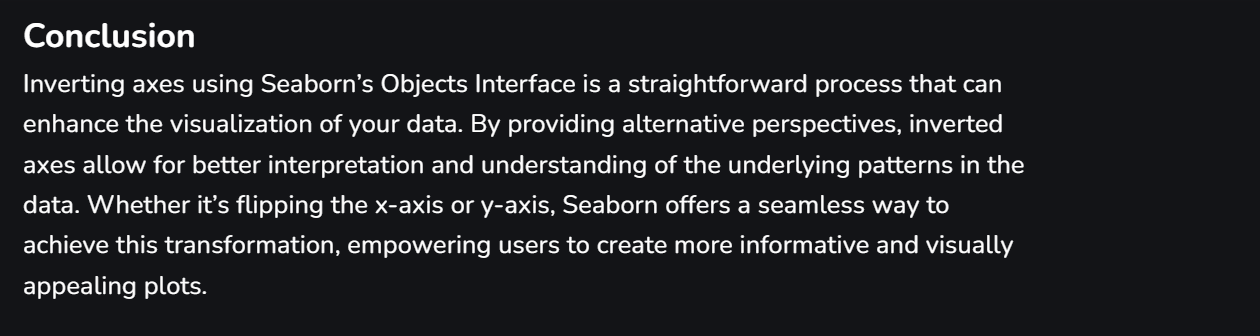 Conclusion
Inverting axes using Seaborn’s Objects Interface is a straightforward process that can
enhance the visualization of your data. By providing alternative perspectives, inverted
axes allow for better interpretation and understanding of the underlying patterns in the
data. Whether it’s flipping the x-axis or y-axis, Seaborn offers a seamless way to
achieve this transformation, empowering users to create more informative and visually
appealing plots.